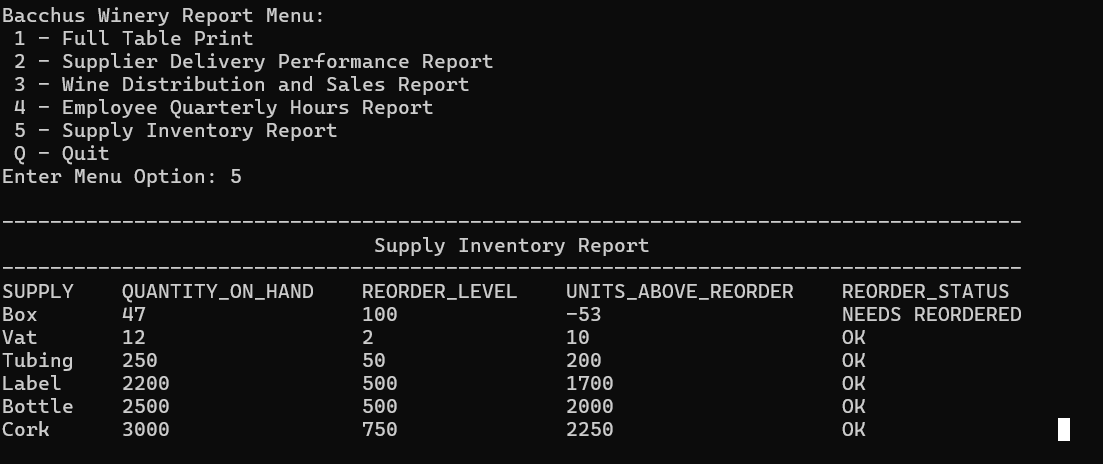 Bacchus Winery Report Menu:
 1 - Full Table Print
 2 - Supplier Delivery Performance Report
 3 - Wine Distribution and Sales Report
 4 - Employee Quarterly Hours Report
 5 - Supply Inventory Report
 Q - Quit
Enter Menu Option: 5
-------------------------------------------------------------------------------------
                               Supply Inventory Report
-------------------------------------------------------------------------------------
SUPPLY    QUANTITY_ON_HAND    REORDER_LEVEL    UNITS_ABOVE_REORDER    REORDER_STATUS
Box       47                  100              -53                    NEEDS REORDERED
Vat       12                  2                10                     OK
Tubing    250                 50               200                    OK
Label     2200                500              1700                   OK
Bottle    2500                500              2000                   OK
Cork      3000                750              2250                   OK